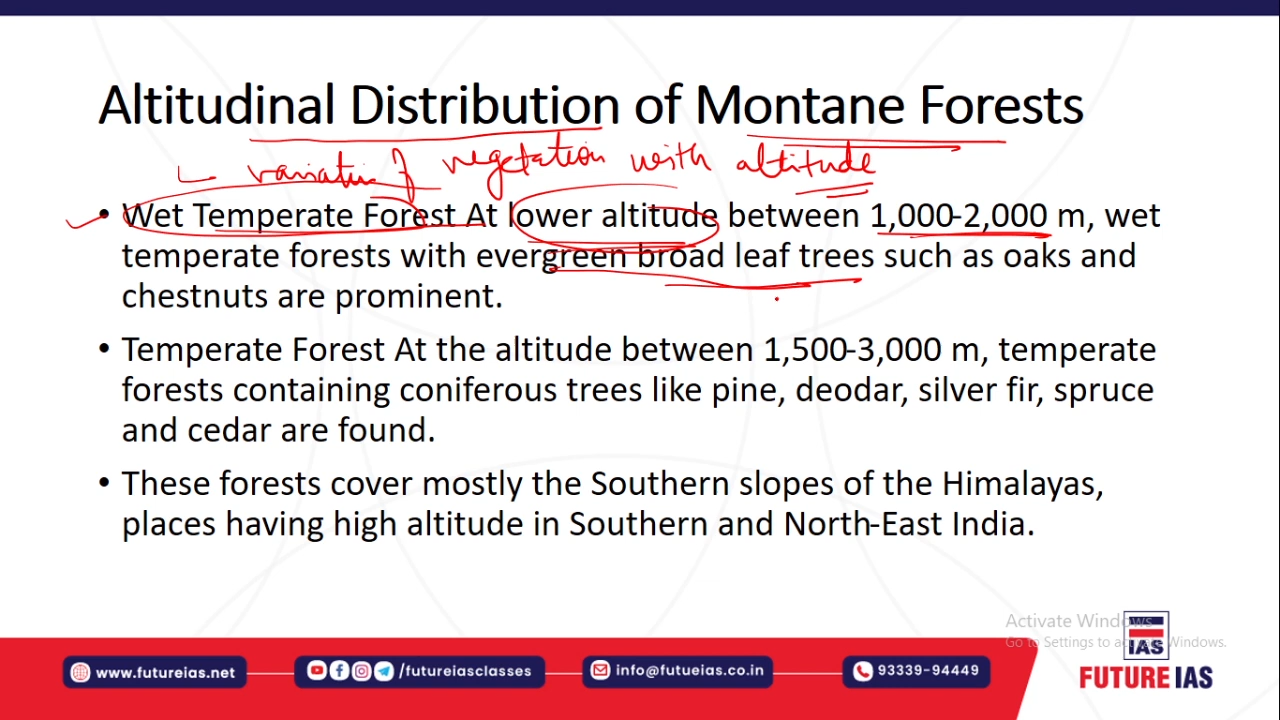 Altitudinal Distribution of Montane Forests
variation of vegetation with altitude
• Wet Temperate Forest At lower altitude between 1,000-2,000 m, wet
temperate forests with evergreen broad leaf trees such as oaks and
chestnuts are prominent.
• Temperate Forest At the altitude between 1,500-3,000 m, temperate
forests containing coniferous trees like pine, deodar, silver fir, spruce
and cedar are found.
• These forests cover mostly the Southern slopes of the Himalayas,
places having high altitude in Southern and North-East India.
Activate Windows
Go to Settings to activate Windows.
IAS
FUTURE IAS
www.futureias.net
/futureiasclasses
info@futueias.co.in
93339-94449